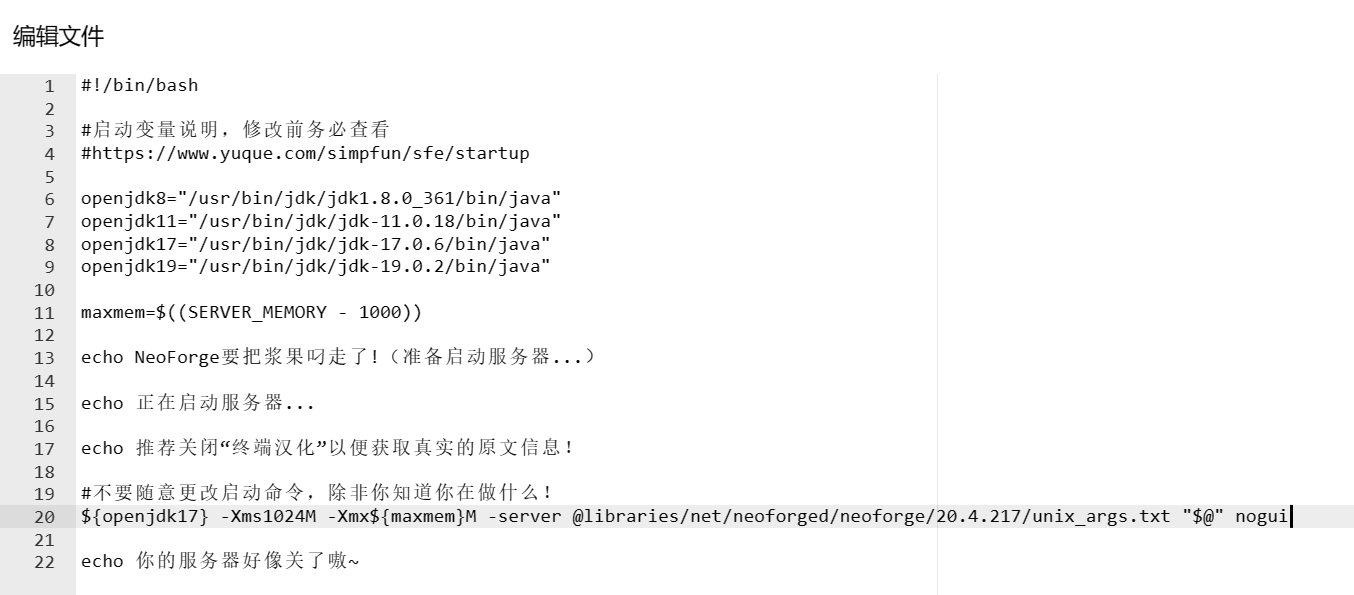 编辑文件
1 #!/bin/bash
2
3 #启动变量说明，修改前务必查看
4 #https://www.yuque.com/simpfun/sfe/startup
5
6 openjdk8="/usr/bin/jdk/jdk1.8.0_361/bin/java"
7 openjdk11="/usr/bin/jdk/jdk-11.0.18/bin/java"
8 openjdk17="/usr/bin/jdk/jdk-17.0.6/bin/java"
9 openjdk19="/usr/bin/jdk/jdk-19.0.2/bin/java"
10
11 maxmem=$((SERVER_MEMORY - 1000))
12
13 echo NeoForge要把浆果叼走了!（准备启动服务器...）
14
15 echo 正在启动服务器...
16
17 echo 推荐关闭“终端汉化”以便获取真实的原文信息！
18
19 #不要随意更改启动命令，除非你知道你在做什么！
20 ${openjdk17} -Xms1024M -Xmx${maxmem}M -server @libraries/net/neoforged/neoforge/20.4.217/unix_args.txt "$@" nogui
21
22 echo 你的服务器好像关了嗷~